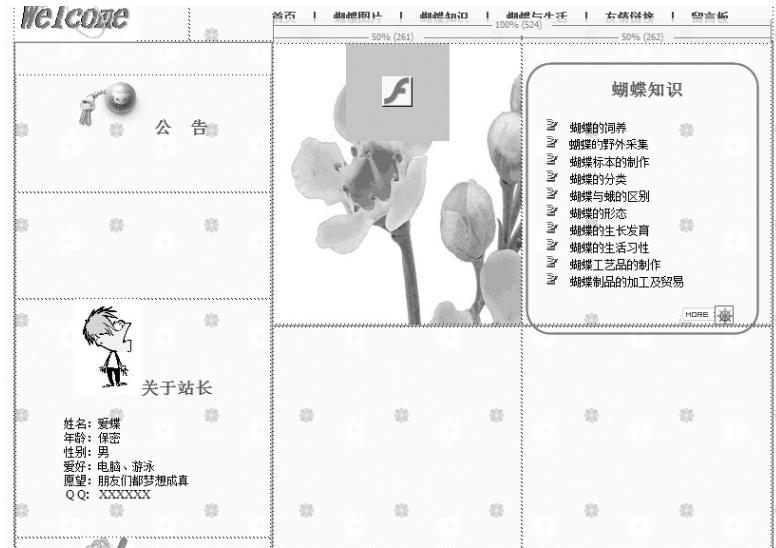 Welcome
首页 | 蝴蝶图片 | 蝴蝶知识 | 蝴蝶与生活 | 友情链接 | 留言板
100% (524)
50% (261)
50% (262)
公 告
蝴蝶知识
蝴蝶的饲养
蝴蝶的野外采集
蝴蝶标本的制作
蝴蝶的分类
蝴蝶与蛾的区别
蝴蝶的形态
蝴蝶的生长发育
蝴蝶的生活习性
蝴蝶工艺品的制作
蝴蝶制品的加工及贸易
MORE
关于站长
姓名：爱蝶
年龄：保密
性别：男
爱好：电脑、游泳
愿望：朋友们都梦想成真
QQ: XXXXXX